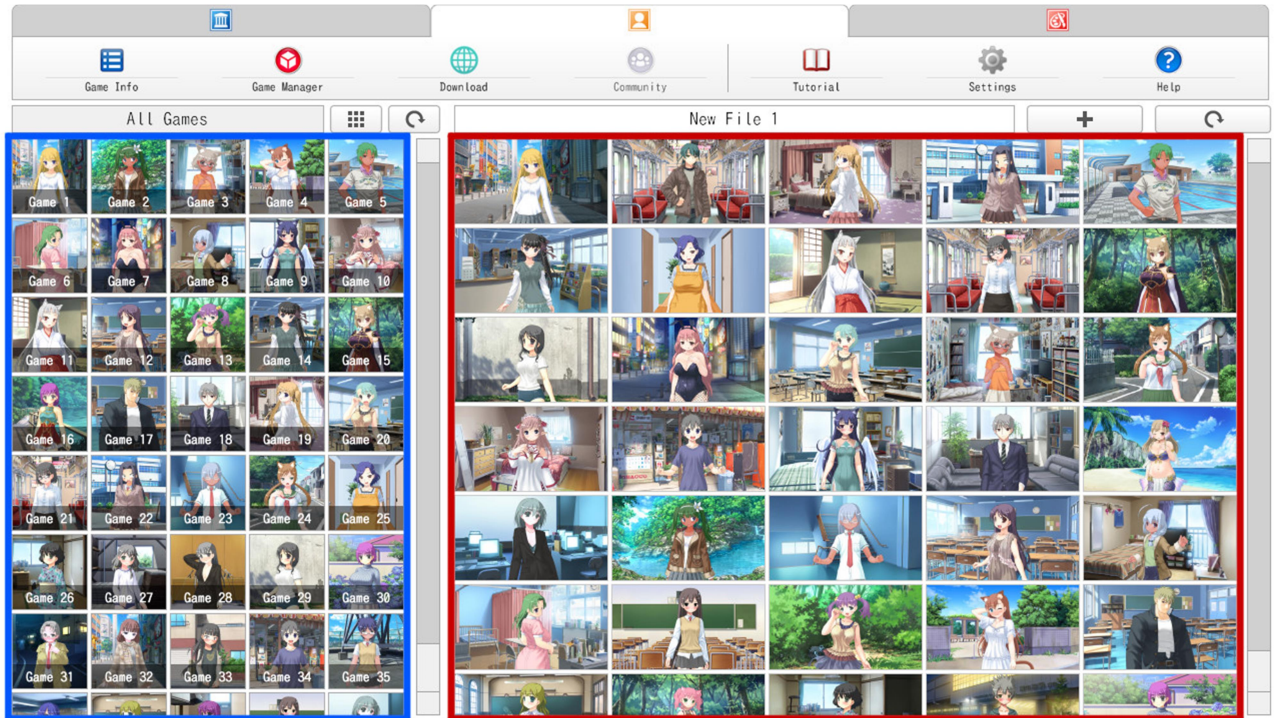 Game Info
Game Manager
Download
Community
Tutorial
Settings
Help
All Games
New File 1
Game 1
Game 2
Game 3
Game 4
Game 5
Game 6
Game 7
Game 8
Game 9
Game 10
Game 11
Game 12
Game 13
Game 14
Game 15
Game 16
Game 17
Game 18
Game 19
Game 20
Game 21
Game 22
Game 23
Game 24
Game 25
Game 26
Game 27
Game 28
Game 29
Game 30
Game 31
Game 32
Game 33
Game 34
Game 35